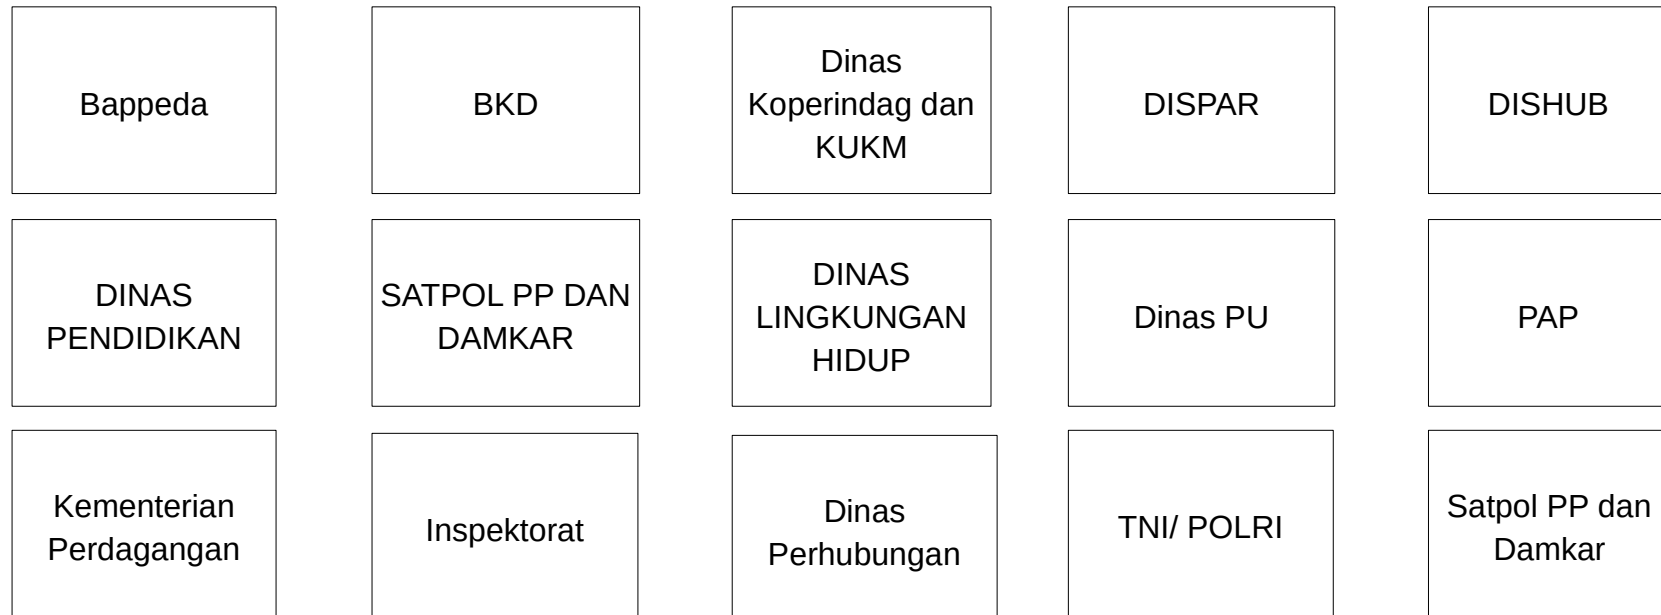 Bappeda
BKD
Dinas
Koperindag dan
KUKM
DISPAR
DISHUB
DINAS
PENDIDIKAN
SATPOL PP DAN
DAMKAR
DINAS
LINGKUNGAN
HIDUP
Dinas PU
PAP
Kementerian
Perdagangan
Inspektorat
Dinas
Perhubungan
TNI/ POLRI
Satpol PP dan
Damkar